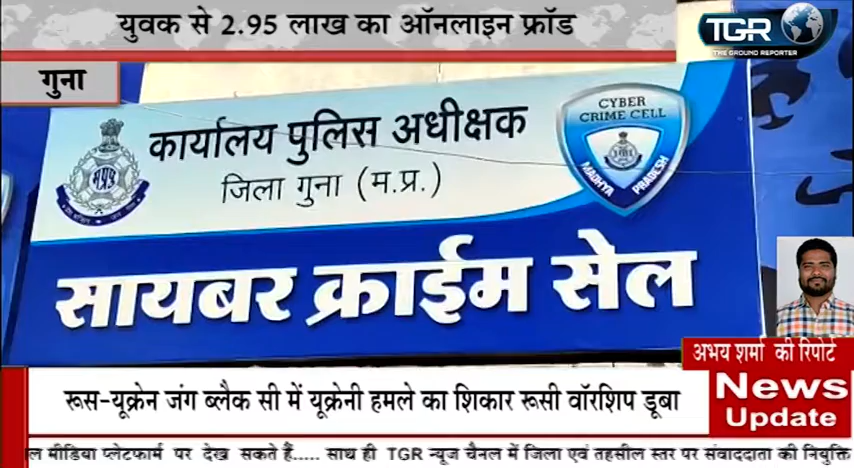 युवक से 2.95 लाख का ऑनलाइन फ्रॉड
TGR
THE GROUND REPORTER
गुना
कार्यालय पुलिस अधीक्षक
जिला गुना (म.प्र.)
CYBER
CRIME CELL
MADHYA PRADESH
सायबर क्राईम सेल
अभय शर्मा की रिपोर्ट
रूस-यूक्रेन जंग ब्लैक सी में यूक्रेनी हमले का शिकार रूसी वॉरशिप डूबा
News
Update
मीडिया प्लेटफार्म पर देख सकते हैं..... साथ ही TGR न्यूज चैनल में जिला एवं तहसील स्तर पर संवाददाता की नियुक्ति